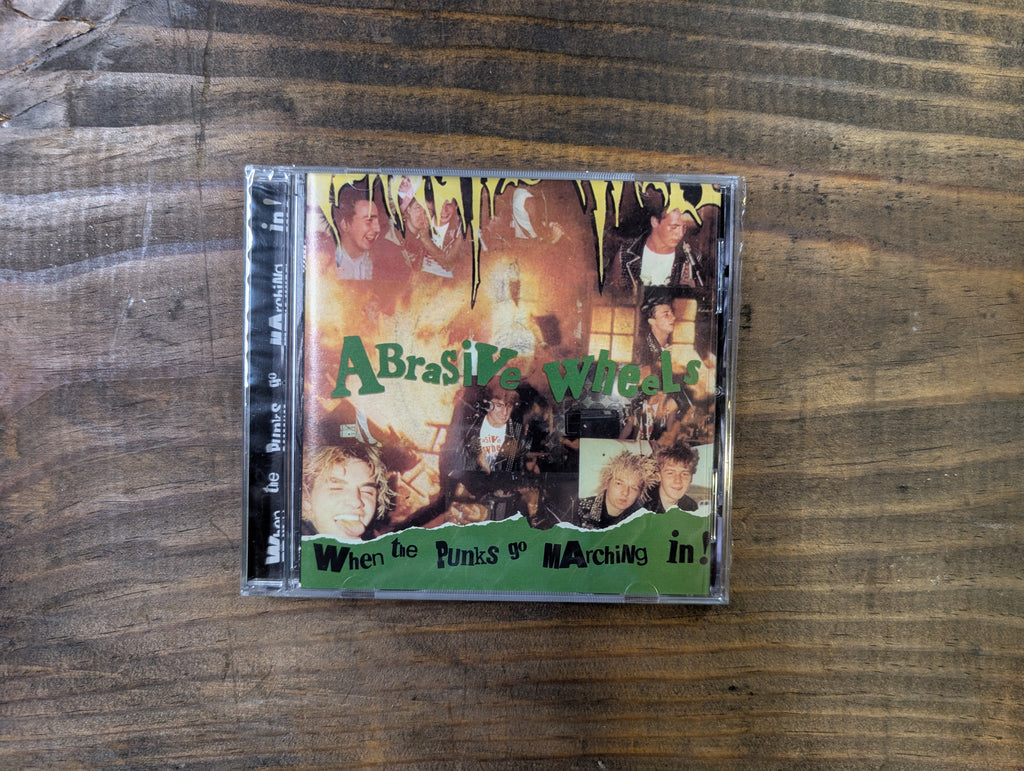 When the Punks go MArchiNg in!
ABrasiVe wheeLs
When the Punks go MArchiNg in!